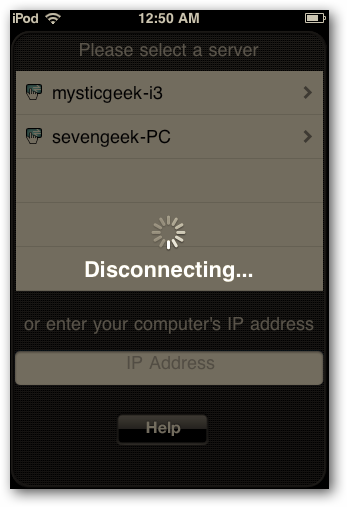 iPod 12:50 AM
Please select a server
mysticgeek-i3
sevengeek-PC
Disconnecting...
or enter your computer's IP address
IP Address
Help